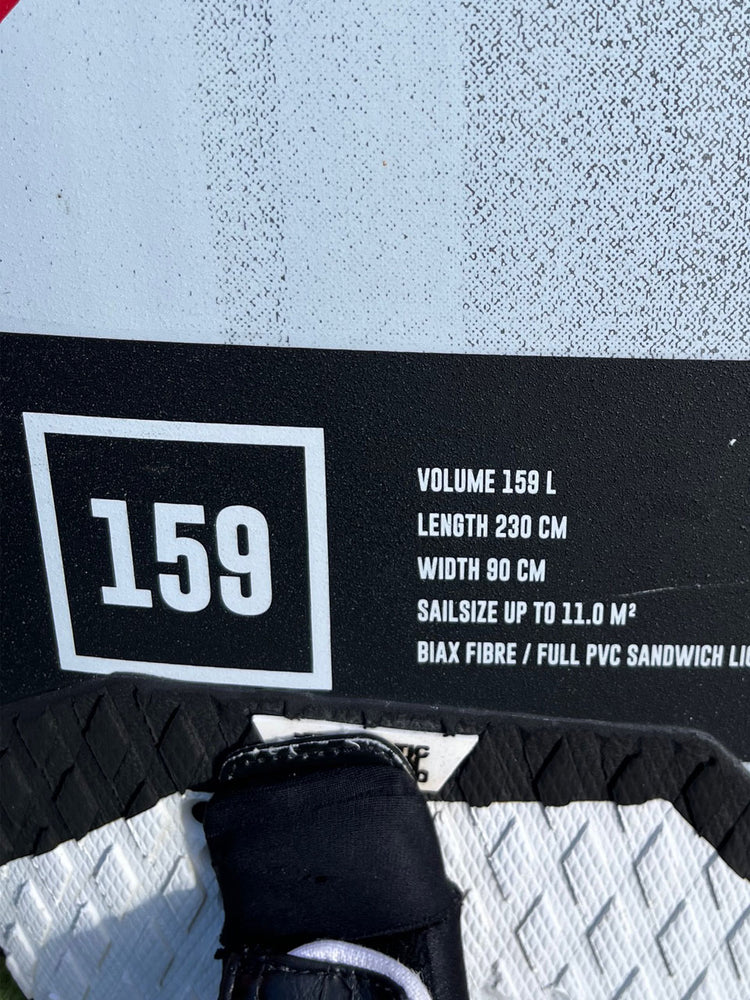 159
VOLUME 159 L
LENGTH 230 CM
WIDTH 90 CM
SAILSIZE UP TO 11.0 M²
BIAX FIBRE / FULL PVC SANDWICH